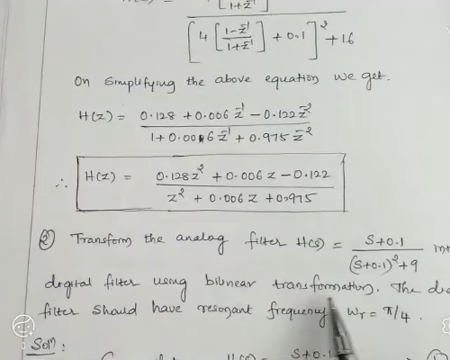 [1+z⁻¹]
[4[1-z⁻¹/1+z⁻¹]+0.1]²+16
On Simplifying the above equation we get.
H(z) = 0.128 + 0.006 z⁻¹ - 0.122 z⁻² / 1 + 0.006 z⁻¹ + 0.975 z⁻²
∴ H(z) = 0.128z² + 0.006 z - 0.122 / z² + 0.006 z + 0.975
② Transform the analog filter H(s) = s+0.1 / (s+0.1)²+9
digital filter using bilinear transformation. The
filter should have resonant frequency ωr = π/4.
Soln:
s+0.1